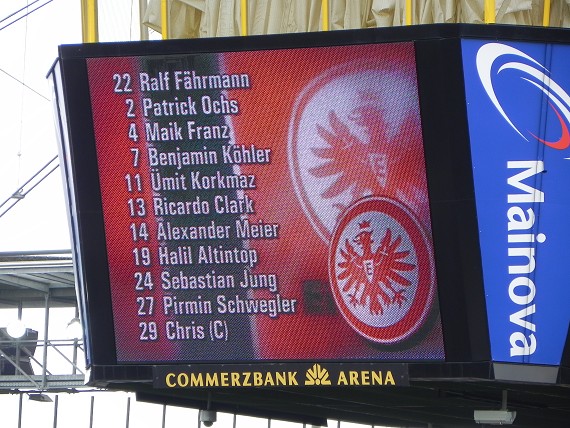 22 Ralf Fährmann
2 Patrick Ochs
4 Maik Franz
7 Benjamin Köhler
11 Ümit Korkmaz
13 Ricardo Clark
14 Alexander Meier
19 Halil Altintop
24 Sebastian Jung
27 Pirmin Schwegler
29 Chris (C)
Mainova
COMMERZBANK ARENA